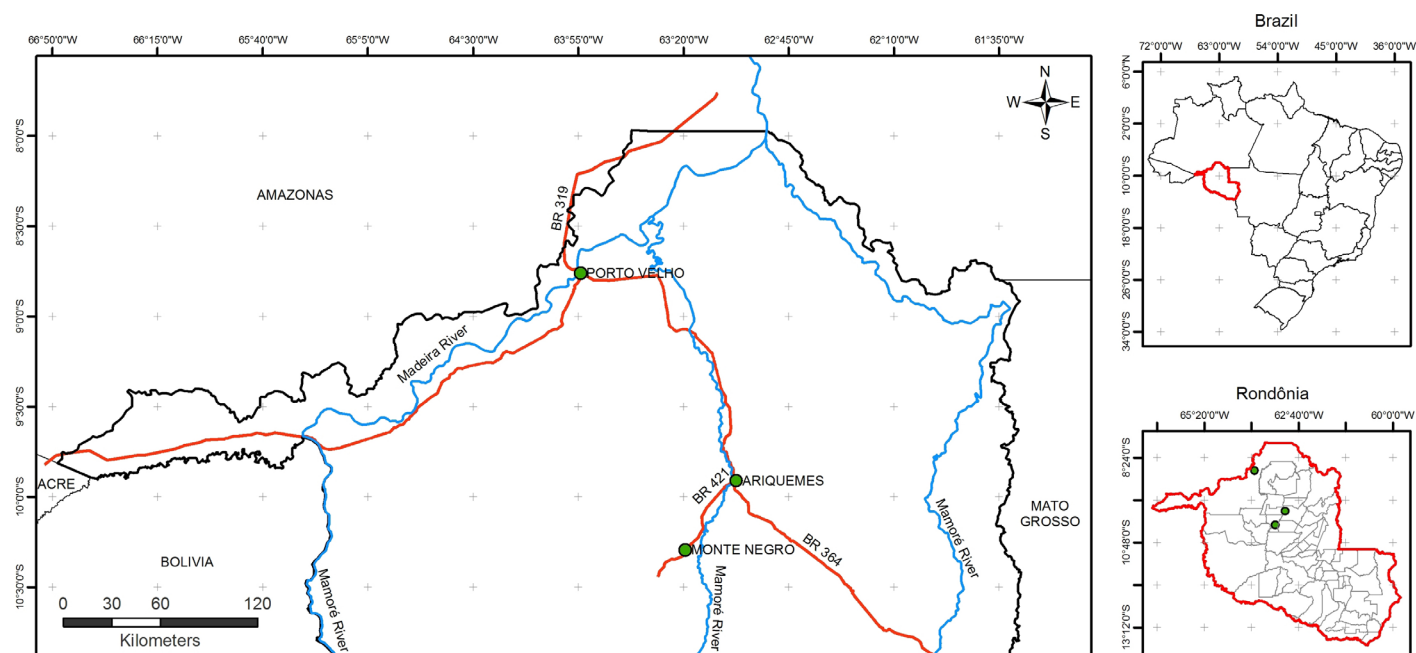 66°50'0"W 66°15'0"W 65°40'0"W 65°5'0"W 64°30'0"W 63°55'0"W 63°20'0"W 62°45'0"W 62°10'0"W 61°35'0"W
8°0'0"S
8°30'0"S
9°0'0"S
9°30'0"S
10°0'0"S
10°30'0"S
N
W E
S
AMAZONAS
BR 319
PORTO VELHO
Madeira River
ACRE
BR 421
ARIQUEMES
MATO
GROSSO
MONTE NEGRO
BR 364
Mamoré River
BOLIVIA
Mamoré River
Mamoré River
0 30 60 120
Kilometers
Brazil
72°0'0"W 63°0'0"W 54°0'0"W 45°0'0"W 36°0'0"W
6°0'0"N
2°0'0"S
10°0'0"S
18°0'0"S
26°0'0"S
34°0'0"S
Rondônia
65°20'0"W 62°40'0"W 60°0'0"W
8°24'0"S
10°48'0"S
13°12'0"S